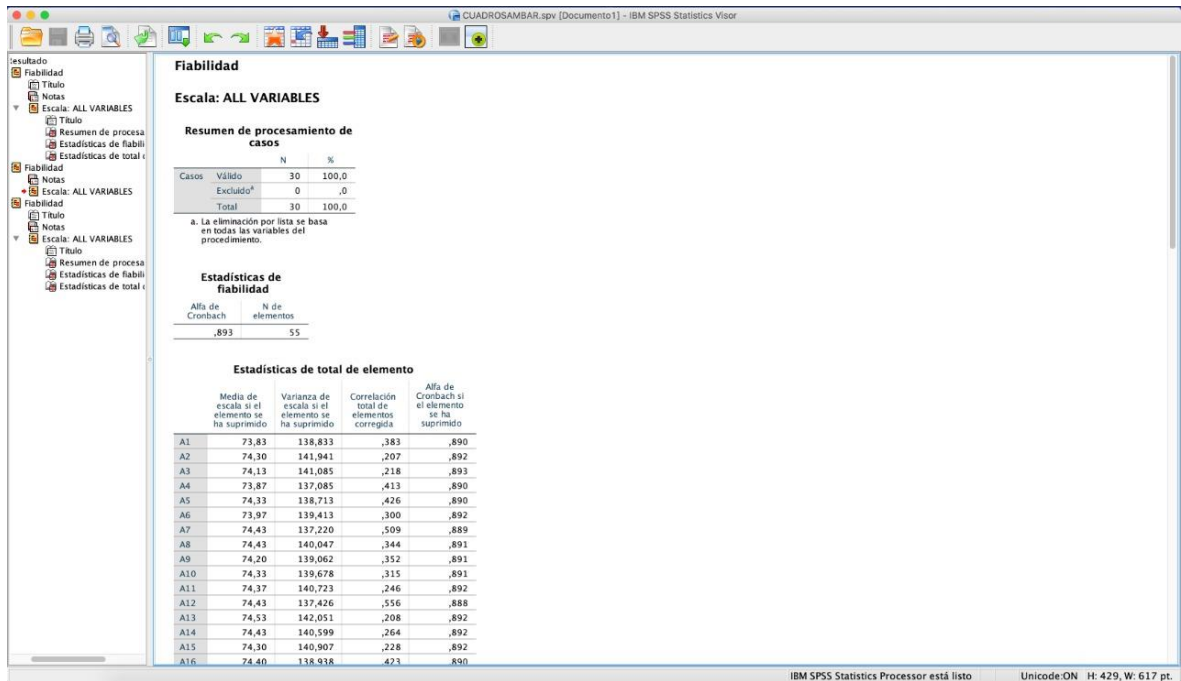 CUADROSAMBAR.spv [Documento1] - IBM SPSS Statistics Visor
Resultado
Fiabilidad
Título
Notas
Escala: ALL VARIABLES
Título
Resumen de procesa
Estadísticas de fiabili
Estadísticas de total
Fiabilidad
Notas
Escala: ALL VARIABLES
Fiabilidad
Título
Notas
Escala: ALL VARIABLES
Título
Resumen de procesa
Estadísticas de fiabili
Estadísticas de total
Fiabilidad
Escala: ALL VARIABLES
Resumen de procesamiento de
casos
N %
Casos Válido 30 100,0
Excluido a 0 ,0
Total 30 100,0
a. La eliminación por lista se basa
en todas las variables del
procedimiento.
Estadísticas de
fiabilidad
Alfa de N de
Cronbach elementos
,893 55
Estadísticas de total de elemento
Media de escala si el elemento se ha suprimido
Varianza de escala si el elemento se ha suprimido
Correlación total de elementos corregida
Alfa de Cronbach si el elemento se ha suprimido
A1 73,83 138,833 ,383 ,890
A2 74,30 141,941 ,207 ,892
A3 74,13 141,085 ,218 ,893
A4 73,87 137,085 ,413 ,890
A5 74,33 138,713 ,426 ,890
A6 73,97 139,413 ,300 ,892
A7 74,43 137,220 ,509 ,889
A8 74,43 140,047 ,344 ,891
A9 74,20 139,062 ,352 ,891
A10 74,33 139,678 ,315 ,891
A11 74,37 140,723 ,246 ,892
A12 74,43 137,426 ,556 ,888
A13 74,53 142,051 ,208 ,892
A14 74,43 140,599 ,264 ,892
A15 74,30 140,907 ,228 ,892
A16 74,40 138,938 ,423 ,890
IBM SPSS Statistics Processor está listo
Unicode:ON H: 429, W: 617 pt.